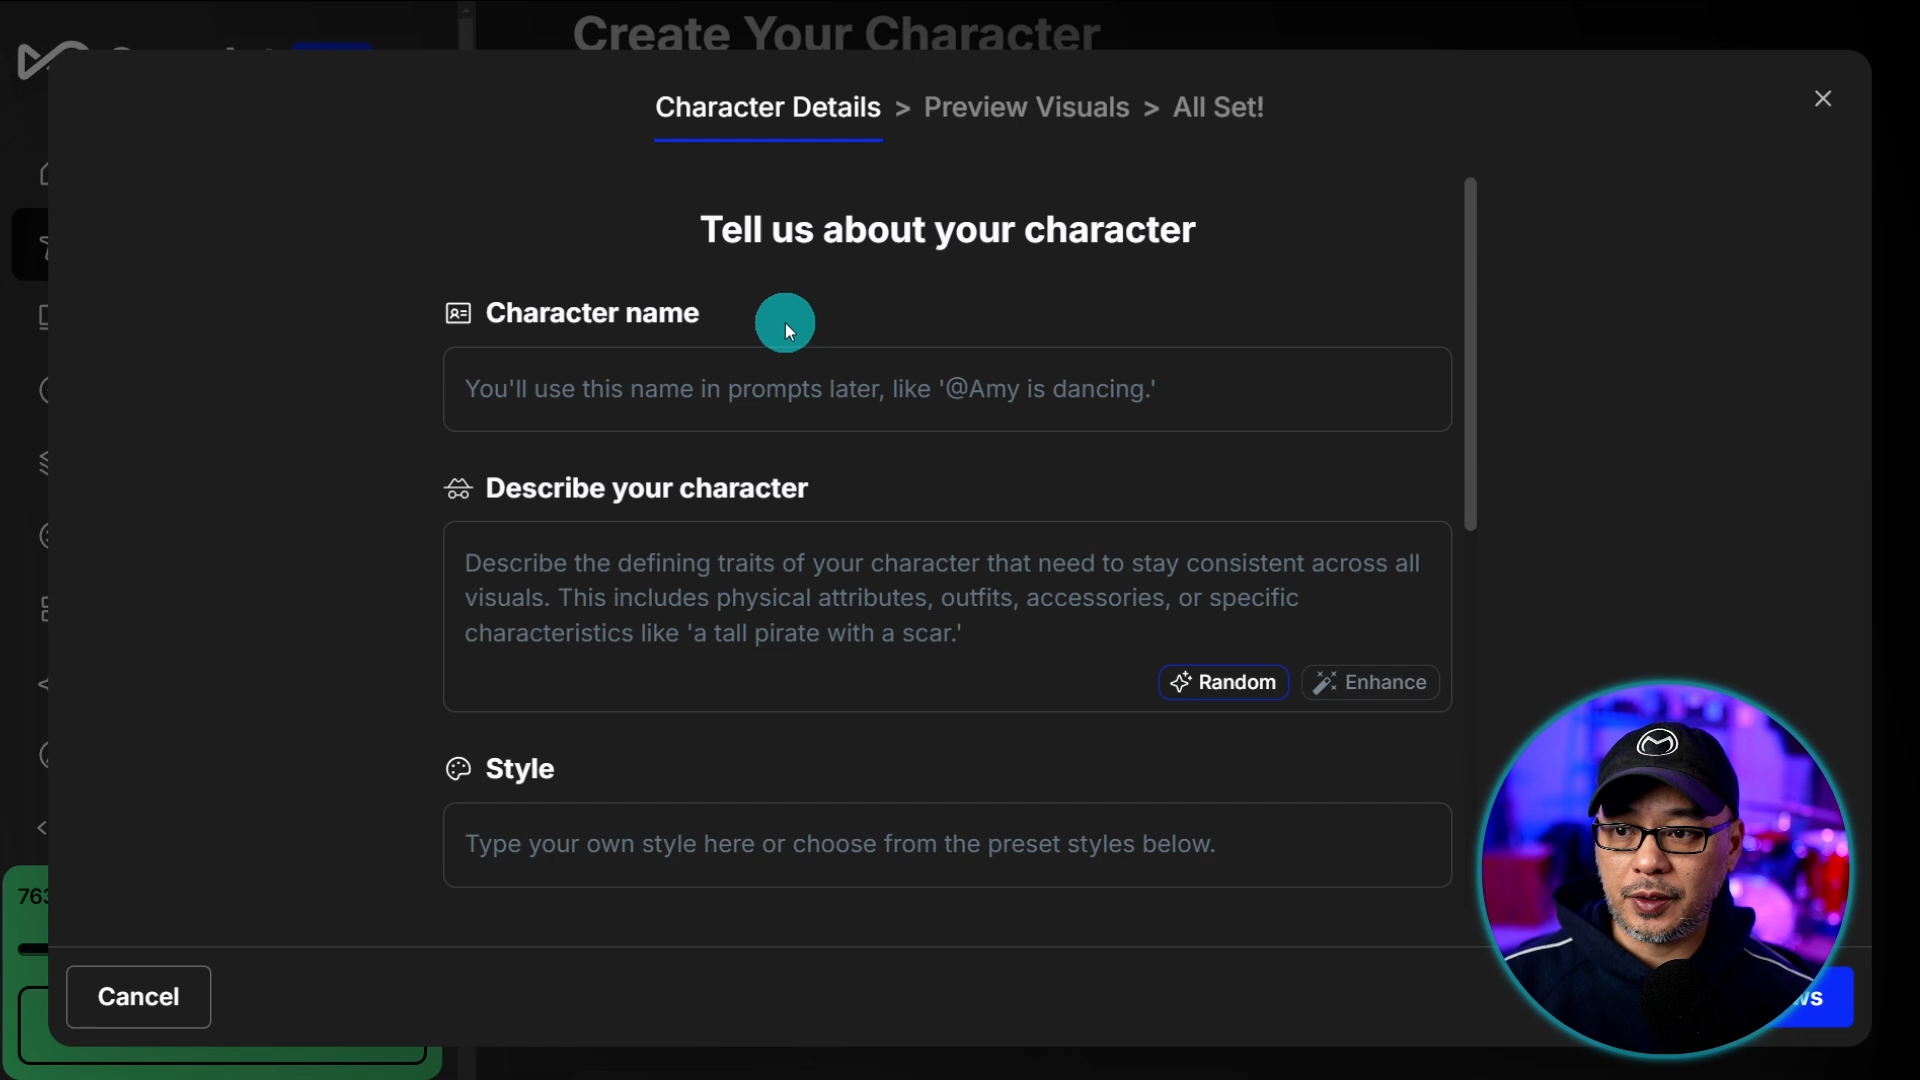 Create Your Character
Character Details > Preview Visuals > All Set!
Tell us about your character
Character name
You'll use this name in prompts later, like '@Amy is dancing.'
Describe your character
Describe the defining traits of your character that need to stay consistent across all
visuals. This includes physical attributes, outfits, accessories, or specific
characteristics like 'a tall pirate with a scar.'
Random
Enhance
Style
Type your own style here or choose from the preset styles below.
763
Cancel
ws